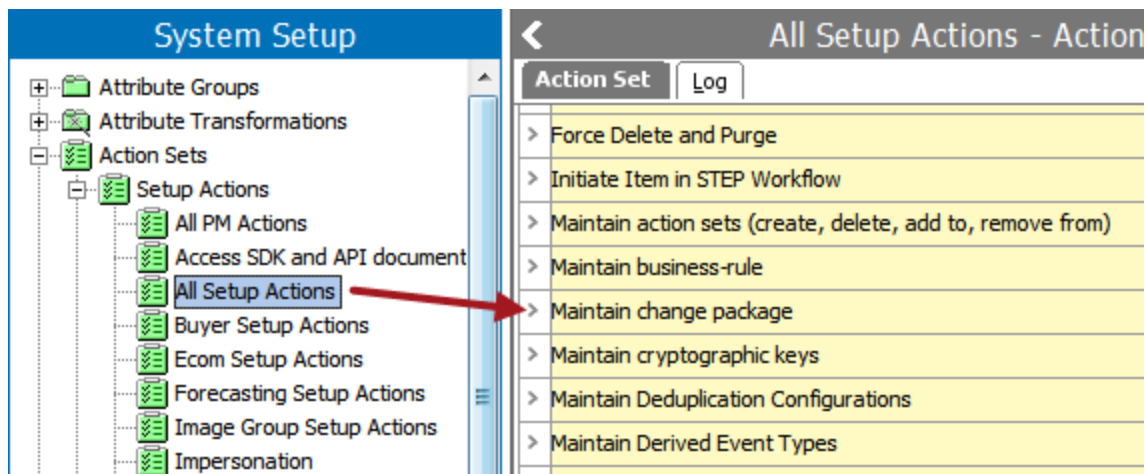 System Setup
Attribute Groups
Attribute Transformations
Action Sets
Setup Actions
All PM Actions
Access SDK and API document
All Setup Actions
Buyer Setup Actions
Ecom Setup Actions
Forecasting Setup Actions
Image Group Setup Actions
Impersonation
All Setup Actions - Action
Action Set
Log
Force Delete and Purge
Initiate Item in STEP Workflow
Maintain action sets (create, delete, add to, remove from)
Maintain business-rule
Maintain change package
Maintain cryptographic keys
Maintain Deduplication Configurations
Maintain Derived Event Types